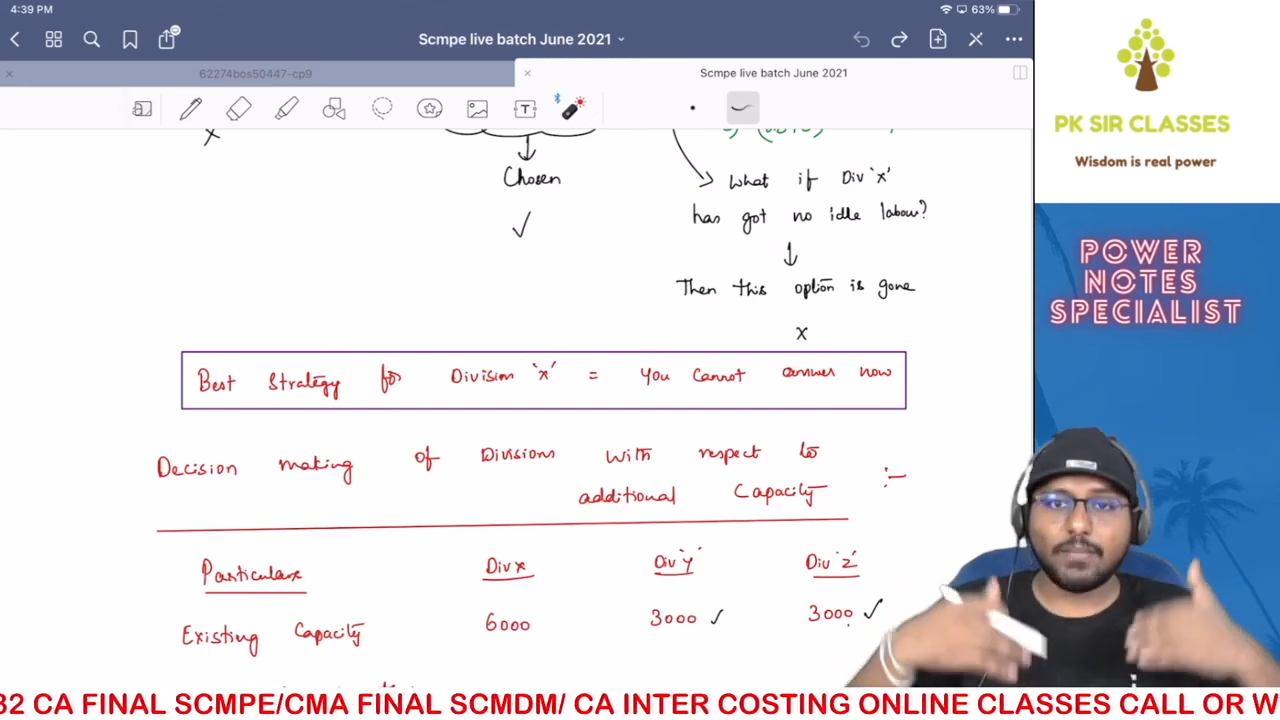 4:39 PM
63%
Scmpe live batch June 2021
62274bos50447-cp9
Scmpe live batch June 2021
T
x
Chosen
What if Div 'x'
has got no idle labour?
Then this option is gone
x
Best Strategy for Division 'x' = You Cannot answer now
Decision making of Divisions with respect to
additional Capacity :-
Particulars Div x Div 'y' Div 'z'
Existing Capacity 6000 3000 3000
PK SIR CLASSES
Wisdom is real power
POWER
NOTES
SPECIALIST
32 CA FINAL SCMPE/CMA FINAL SCMDM/ CA INTER COSTING ONLINE CLASSES CALL OR W